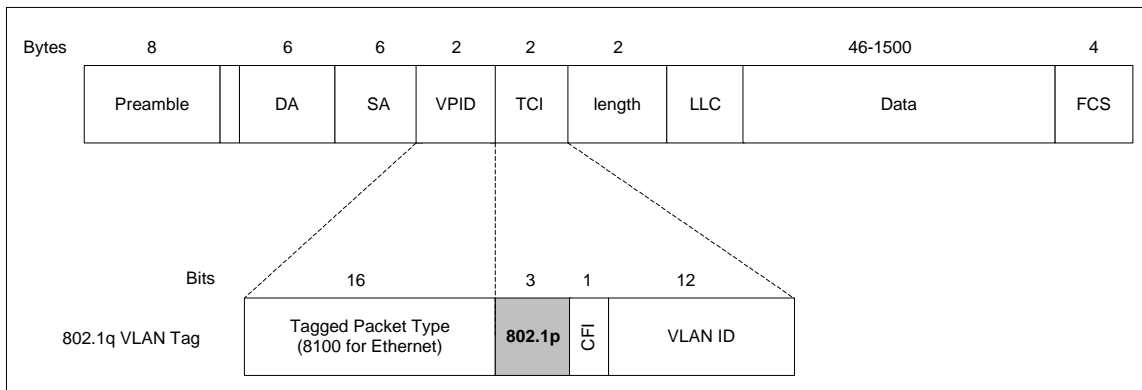 Bytes 8 6 6 2 2 2 46-1500 4
Preamble DA SA VPID TCI length LLC Data FCS
Bits 16 3 1 12
802.1q VLAN Tag
Tagged Packet Type
(8100 for Ethernet)
802.1p
CFI
VLAN ID